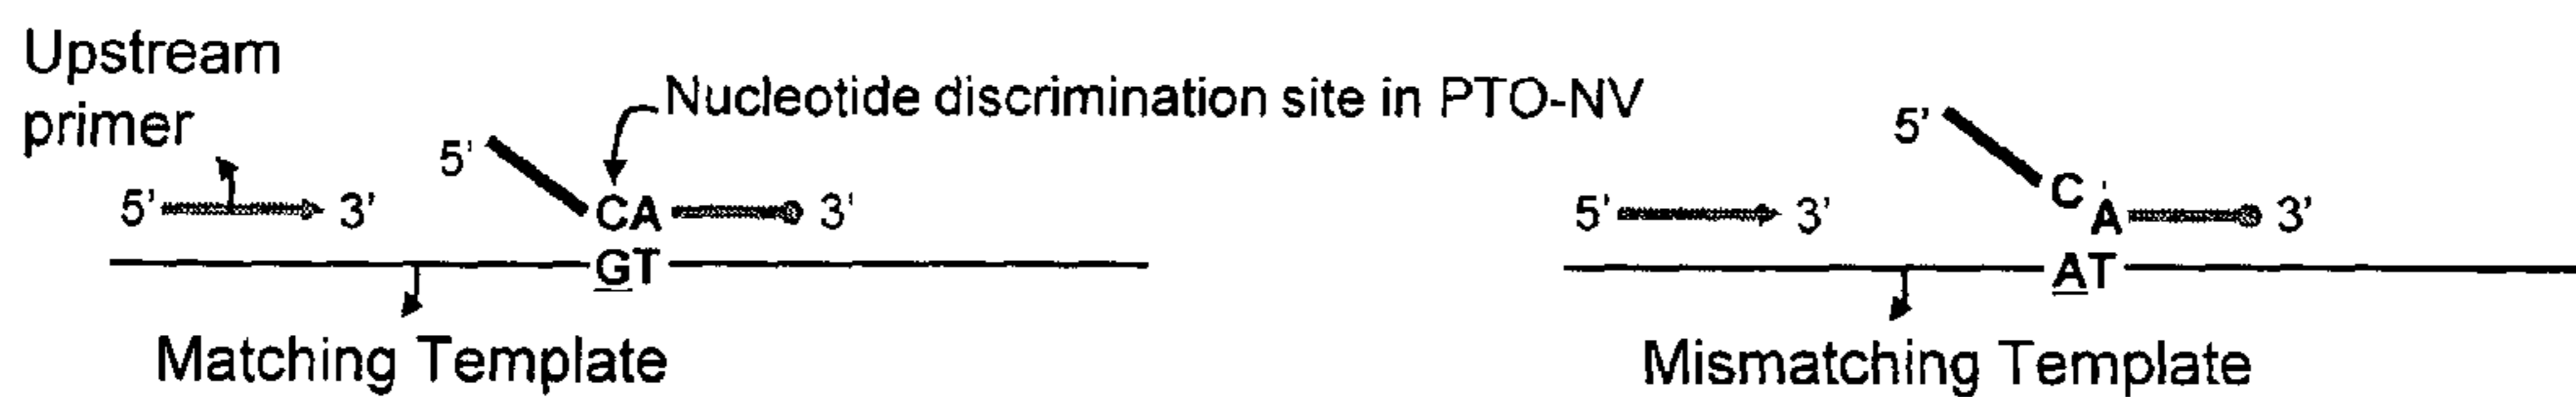 Upstream
primer
Nucleotide discrimination site in PTO-NV
5' 3' 5' CA 3'
GT
Matching Template
5' 3' 5' C A 3'
AT
Mismatching Template